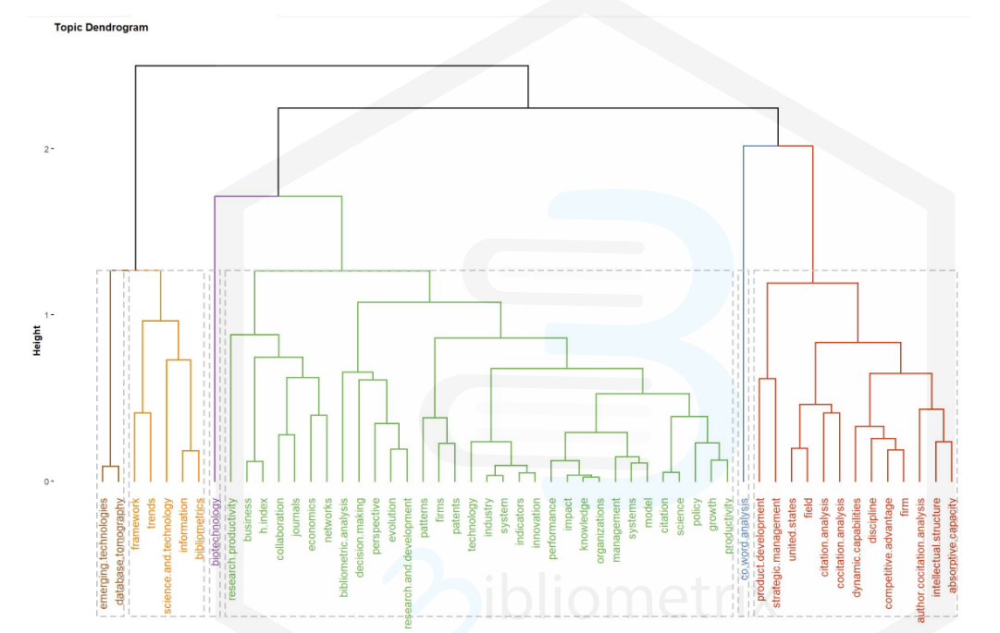 Topic Dendrogram
2
1
0
Height
emerging.technologies
database.tomography
framework
trends
science.and.technology
information
bibliometrics
biotechnology
research.productivity
business
h.index
collaboration
journals
economics
networks
bibliometric.analysis
decision.making
perspective
evolution
research.and.development
patterns
firms
patents
technology
industry
system
indicators
innovation
performance
impact
knowledge
organizations
management
systems
model
citation
science
policy
growth
productivity
co.word.analysis
product.development
strategic.management
united.states
field
citation.analysis
cocitation.analysis
dynamic.capabilities
discipline
competitive.advantage
firm
author.cocitation.analysis
intellectual.structure
absorptive.capacity
bibliometrix